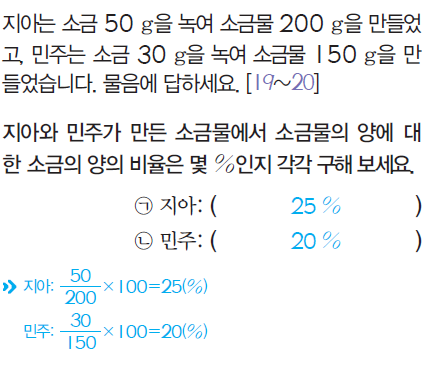 지아는 소금 50 g을 녹여 소금물 200 g을 만들었
고, 민주는 소금 30 g을 녹여 소금물 150 g을 만
들었습니다. 물음에 답하세요. [19~20]
지아와 민주가 만든 소금물에서 소금물의 양에 대
한 소금의 양의 비율은 몇 %인지 각각 구해 보세요.
㉠ 지아: ( 25 % )
㉡ 민주: ( 20 % )
» 지아: 50/200×100=25(%)
민주: 30/150×100=20(%)